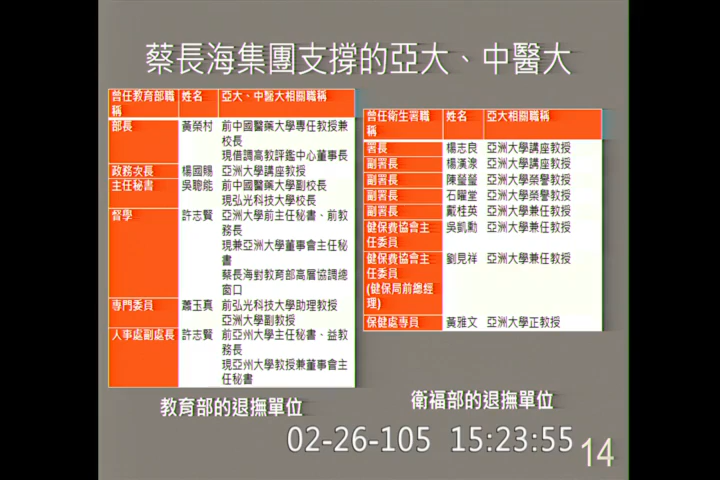 蔡長海集團支撐的亞大、中醫大
曾任教育部職稱 姓名 亞大、中醫大相關職稱
部長 黃榮村 前中國醫藥大學專任教授兼校長
現借調高教評鑑中心董事長
政務次長 楊國賜 亞洲大學講座教授
主任秘書 吳聰能 前中國醫藥大學副校長
現弘光科技大學校長
督學 許志賢 亞洲大學前主任秘書、前教務長
現兼亞洲大學董事會主任秘書
蔡長海對教育部高層協調總窗口
專門委員 蕭玉真 前弘光科技大學助理教授
亞洲大學副教授
人事處副處長 許志賢 前亞州大學主任秘書、益教務長
現亞州大學教授兼董事會主任秘書
教育部的退撫單位
曾任衛生署職稱 姓名 亞大相關職稱
署長 楊志良 亞洲大學講座教授
副署長 楊漢湶 亞洲大學講座教授
副署長 陳瑩瑩 亞洲大學榮譽教授
副署長 石曜堂 亞洲大學榮譽教授
副署長 戴桂英 亞洲大學兼任教授
健保費協會主任委員 吳凱勳 亞洲大學兼任教授
健保費協會主任委員 劉見祥 亞洲大學兼任教授
(健保局前總經理)
保健處專員 黃雅文 亞洲大學正教授
衛福部的退撫單位
02-26-105 15:23:55
14